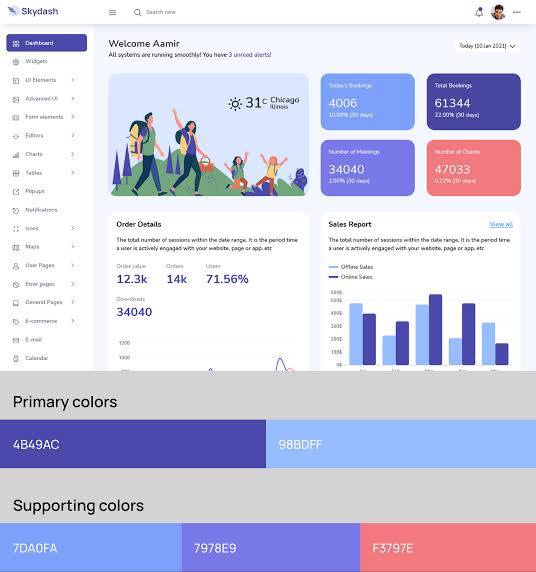 Skydash
Search now
Dashboard
Widgets
UI Elements
Advanced UI
Form elements
Editors
Charts
Tables
Popups
Notifications
Icons
Maps
User Pages
Error pages
General Pages
E-commerce
E-mail
Calendar
Welcome Aamir
All systems are running smoothly! You have 3 unread alerts!
Today (10 Jan 2021)
31 C Chicago
Illinois
Today's Bookings
4006
10.00% (30 days)
Total Bookings
61344
22.00% (30 days)
Number of Meetings
34040
2.00% (30 days)
Number of Clients
47033
0.22% (30 days)
Order Details
The total number of sessions within the date range. It is the period time
a user is actively engaged with your website, page or app, etc
Order value
12.3k
Orders
14k
Users
71.56%
Downloads
34040
1200
1000
Sales Report
View all
The total number of sessions within the date range. It is the period time
a user is actively engaged with your website, page or app, etc
Offline Sales
Online Sales
500$
400$
300$
200$
100$
0$
Primary colors
4B49AC
98BDFF
Supporting colors
7DA0FA
7978E9
F3797E